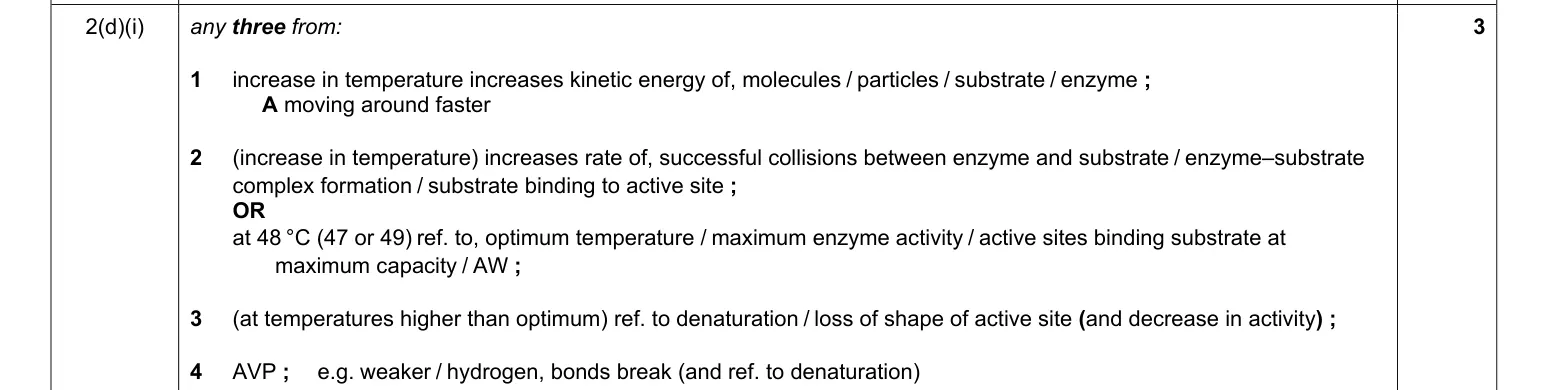 2(d)(i) any three from: 3
1 increase in temperature increases kinetic energy of, molecules / particles / substrate / enzyme ;
A moving around faster
2 (increase in temperature) increases rate of, successful collisions between enzyme and substrate / enzyme–substrate
complex formation / substrate binding to active site ;
OR
at 48 °C (47 or 49) ref. to, optimum temperature / maximum enzyme activity / active sites binding substrate at
maximum capacity / AW ;
3 (at temperatures higher than optimum) ref. to denaturation / loss of shape of active site (and decrease in activity) ;
4 AVP ; e.g. weaker / hydrogen, bonds break (and ref. to denaturation)